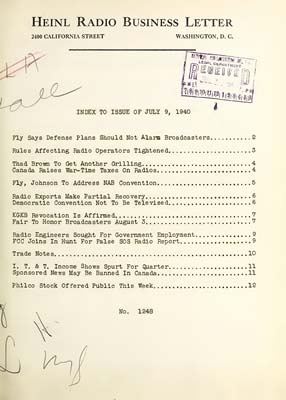 HEINL RADIO BUSINESS LETTER
2400 CALIFORNIA STREET WASHINGTON, D. C.
LEGAL DEPARTMENT
RECEIVED
INDEX TO ISSUE OF JULY 9, 1940
Fly Says Defense Plans Should Not Alarm Broadcasters..........2
Rules Affecting Radio Operators Tightened.....................3
Thad Brown To Get Another Grilling............................4
Canada Raises War-Time Taxes On Radios........................4
Fly, Johnson To Address NAB Convention........................5
Radio Exports Make Partial Recovery...........................6
Democratic Convention Not To Be Televised.....................6
KGKB Revocation Is Affirmed...................................7
Fair To Honor Broadcasters August 3...........................7
Radio Engineers Sought For Government Employment..............9
FCC Joins In Hunt For False SOS Radio Report..................9
Trade Notes..................................................10
I. T. & T. Income Shows Spurt For Quarter....................11
Sponsored News May Be Banned In Canada.......................11
Philco Stock Offered Public This Week........................12
No. 1248